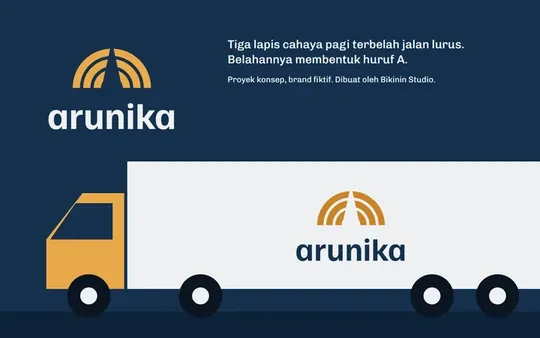 arunika
Tiga lapis cahaya pagi terbelah jalan lurus.
Belahannya membentuk huruf A.
Proyek konsep, brand fiktif. Dibuat oleh Bikinin Studio.
arunika